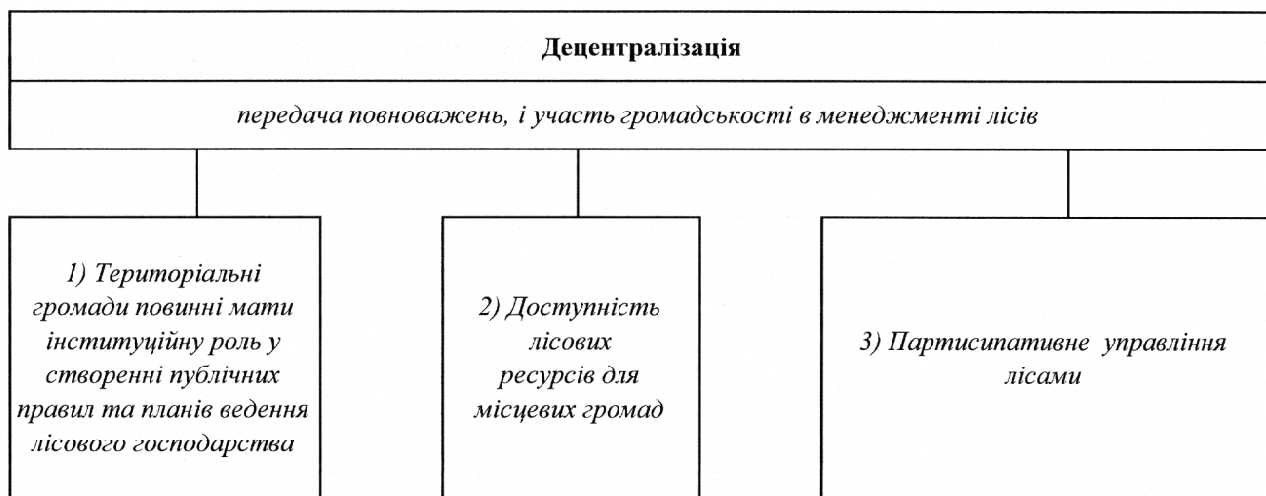 Децентралізація
передача повноважень, і участь громадськості в менеджменті лісів
1) Територіальні
громади повинні мати
інституційну роль у
створенні публічних
правил та планів ведення
лісового господарства
2) Доступність
лісових
ресурсів для
місцевих громад
3) Партисипативне управління
лісами